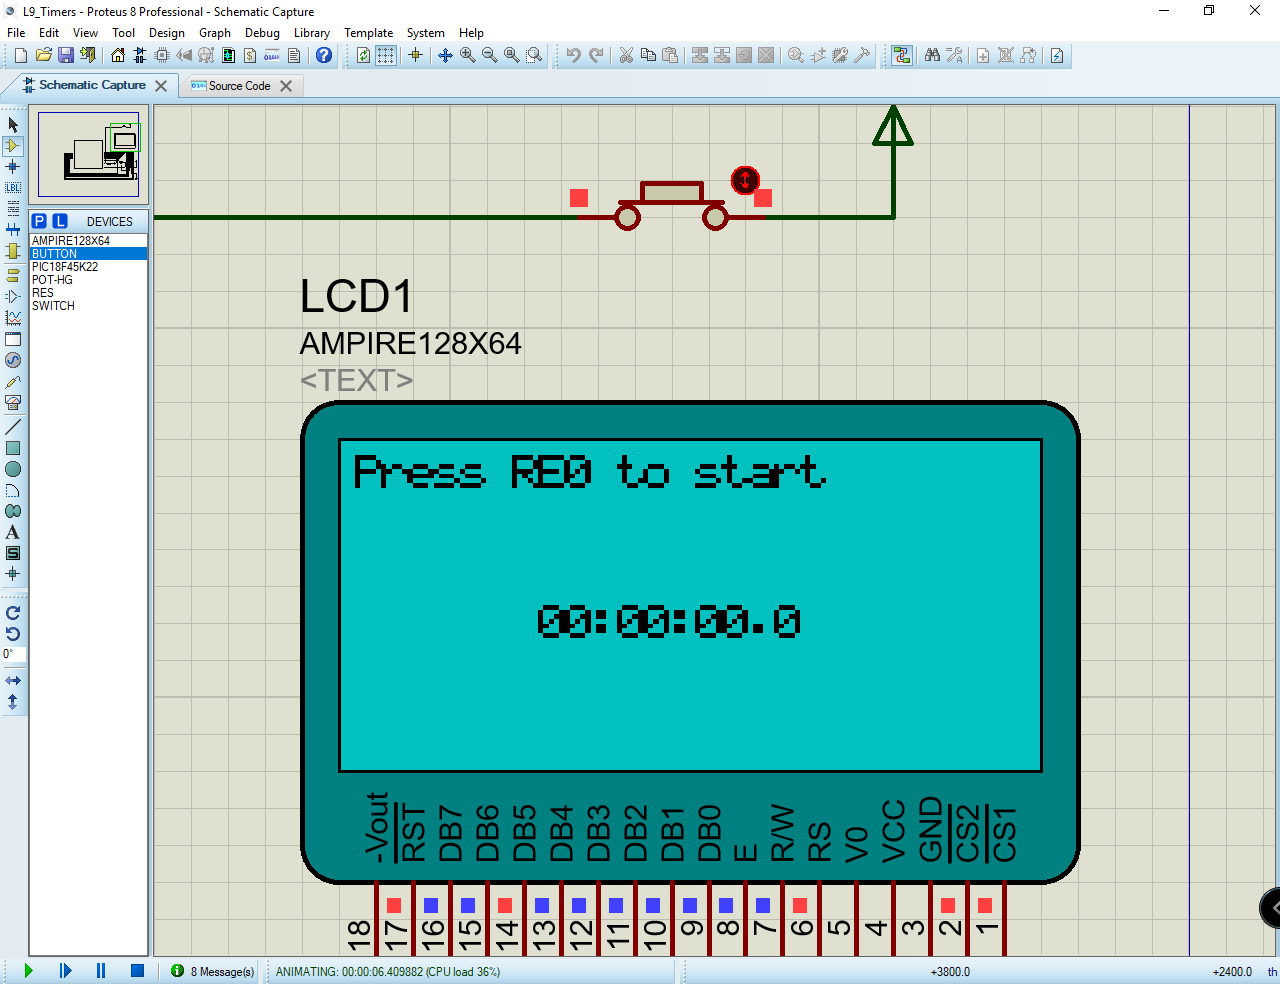 L9_Timers - Proteus 8 Professional - Schematic Capture
File Edit View Tool Design Graph Debug Library Template System Help
Schematic Capture
Source Code
LBL
P L DEVICES
AMPIRE128X64
BUTTON
PIC18F45K22
POT-HG
RES
SWITCH
A
S
0°
LCD1
AMPIRE128X64
<TEXT>
Press RE0 to start.
00:00:00.0
-Vout RST DB7 DB6 DB5 DB4 DB3 DB2 DB1 DB0 E R/W RS V0 VCC GND CS2 CS1
18 17 16 15 14 13 12 11 10 9 8 7 6 5 4 3 2 1
8 Message(s)
ANIMATING: 00:00:06.409882 (CPU load 36%)
+3800.0
+2400.0
th